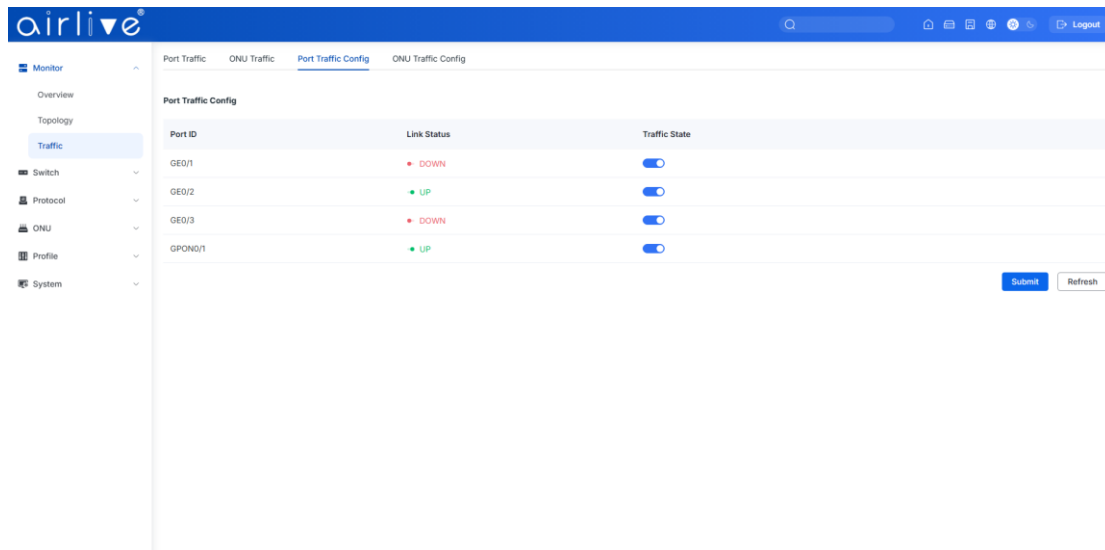 airlive®
Logout
Monitor
Overview
Topology
Traffic
Switch
Protocol
ONU
Profile
System
Port Traffic ONU Traffic Port Traffic Config ONU Traffic Config
Port Traffic Config
Port ID Link Status Traffic State
GE0/1 DOWN
GE0/2 UP
GE0/3 DOWN
GPON0/1 UP
Submit Refresh